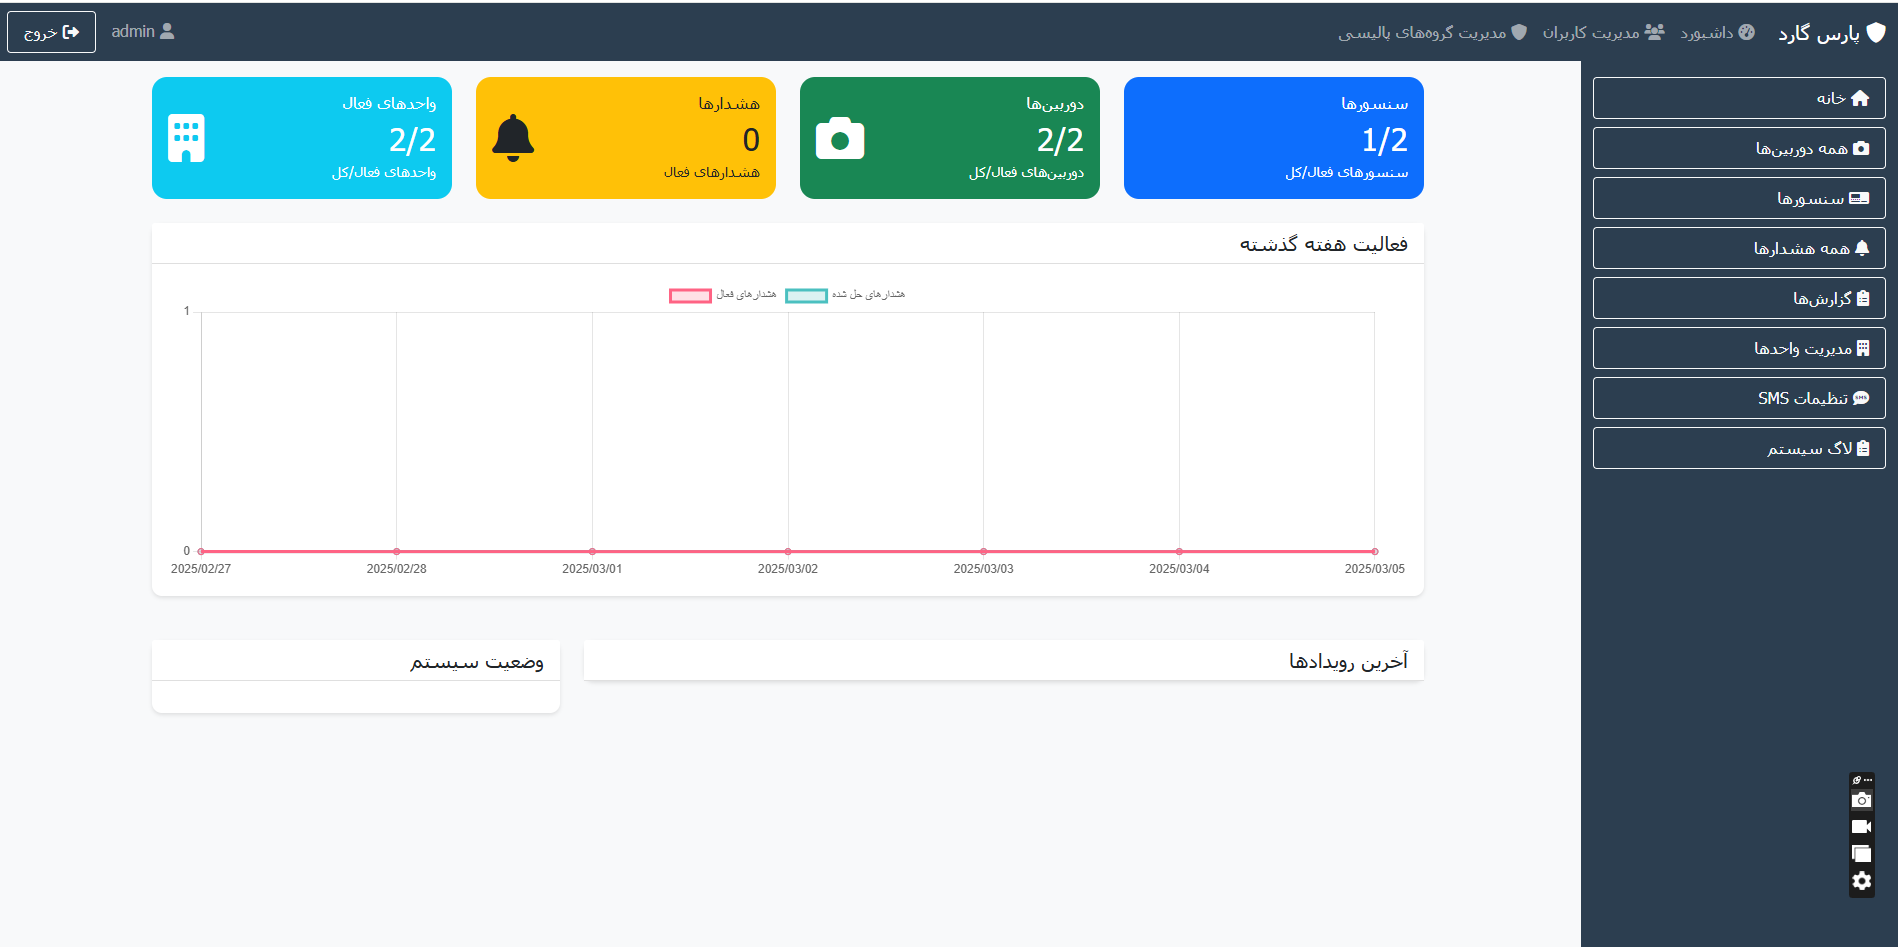 پارس گارد
داشبورد
مدیریت کاربران
مدیریت گروه‌های پالیسی
admin
خروج
خانه
همه دوربین‌ها
سنسورها
همه هشدارها
گزارش‌ها
مدیریت واحدها
تنظیمات SMS
لاگ سیستم
سنسورها
1/2
سنسورهای فعال/کل
دوربین‌ها
2/2
دوربین‌های فعال/کل
هشدارها
0
هشدارهای فعال
واحدهای فعال
2/2
واحدهای فعال/کل
فعالیت هفته گذشته
هشدارهای حل شده
هشدارهای فعال
1
0
2025/02/27 2025/02/28 2025/03/01 2025/03/02 2025/03/03 2025/03/04 2025/03/05
آخرین رویدادها
وضعیت سیستم